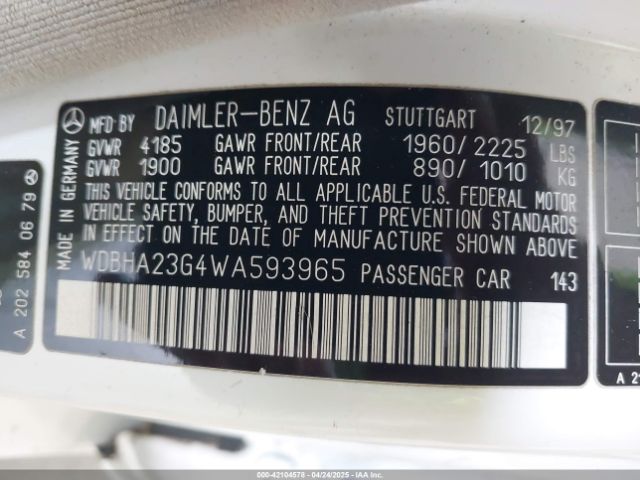 MFD BY DAIMLER-BENZ AG STUTTGART 12/97
GVWR 4185 GAWR FRONT/REAR 1960/2225 LBS
GVWR 1900 GAWR FRONT/REAR 890/1010 KG
THIS VEHICLE CONFORMS TO ALL APPLICABLE U.S. FEDERAL MOTOR
VEHICLE SAFETY, BUMPER, AND THEFT PREVENTION STANDARDS
IN EFFECT ON THE DATE OF MANUFACTURE SHOWN ABOVE
WDBHA23G4WA593965 PASSENGER CAR 143
MADE IN GERMANY
A 202 584 06 79
A 21
000-42104578 - 04/24/2025 - IAAI.COM